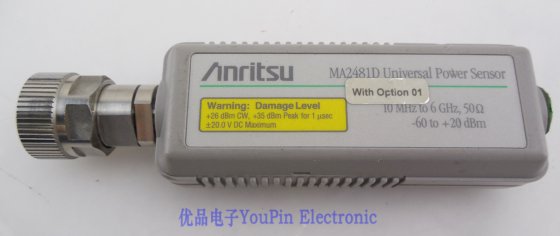 Anritsu
MA2481D Universal Power Sensor
With Option 01
Warning: Damage Level
+26 dBm CW, +35 dBm Peak for 1 µsec
±20.0 V DC Maximum
10 MHz to 6 GHz, 50Ω
-60 to +20 dBm
优品电子YouPin Electronic